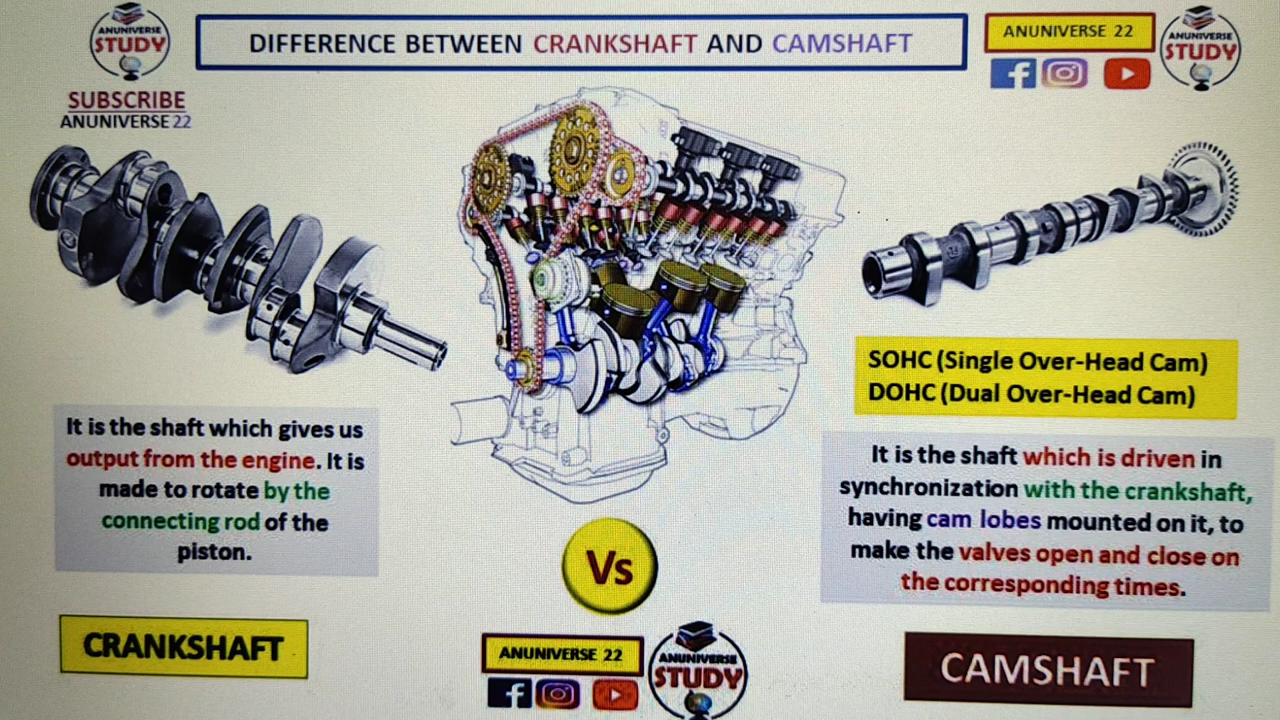 ANUNIVERSE
STUDY
DIFFERENCE BETWEEN CRANKSHAFT AND CAMSHAFT
ANUNIVERSE 22
ANUNIVERSE
STUDY
SUBSCRIBE
ANUNIVERSE 22
SOHC (Single Over-Head Cam)
DOHC (Dual Over-Head Cam)
It is the shaft which gives us
output from the engine. It is
made to rotate by the
connecting rod of the
piston.
It is the shaft which is driven in
synchronization with the crankshaft,
having cam lobes mounted on it, to
make the valves open and close on
the corresponding times.
Vs
CRANKSHAFT
ANUNIVERSE 22
ANUNIVERSE
STUDY
CAMSHAFT